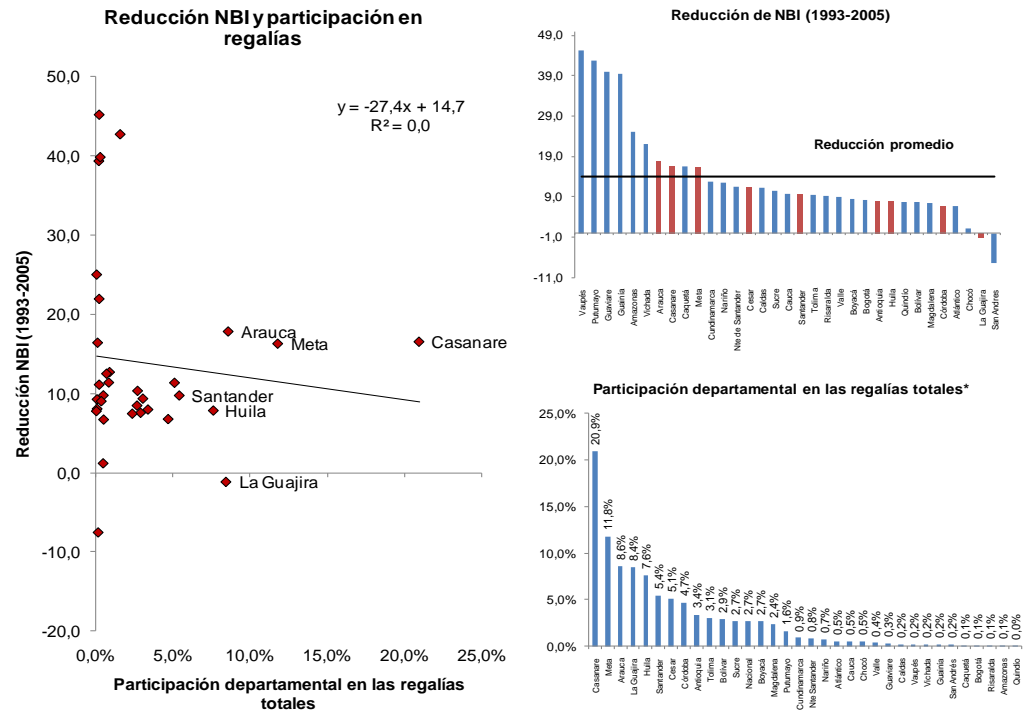 Reducción NBI y participación en
regalías
50,0
40,0
30,0
20,0
10,0
0,0
-10,0
-20,0
Reducción NBI (1993-2005)
y = -27,4x + 14,7
R² = 0,0
Arauca
Meta
Casanare
Santander
Huila
La Guajira
0,0%
5,0%
10,0%
15,0%
20,0%
25,0%
Participación departamental en las regalías
totales
Reducción de NBI (1993-2005)
49,0
39,0
29,0
19,0
9,0
-1,0
-11,0
Reducción promedio
Vaupés
Putumayo
Guaviare
Guainía
Amazonas
Vichada
Arauca
Casanare
Caquetá
Meta
Cundinamarca
Nariño
Nte de Santander
Cesar
Caldas
Sucre
Cauca
Santander
Tolima
Risaralda
Valle
Boyacá
Bogotá
Antioquia
Huila
Quindío
Bolívar
Magdalena
Córdoba
Atlántico
Chocó
La Guajira
San Andres
Participación departamental en las regalías totales*
25,0%
20,0%
15,0%
10,0%
5,0%
0,0%
20,9%
11,8%
8,6%
8,4%
7,6%
5,4%
5,1%
4,7%
3,4%
3,1%
2,9%
2,7%
2,7%
2,7%
2,4%
1,6%
0,9%
0,8%
0,7%
0,5%
0,5%
0,5%
0,4%
0,3%
0,2%
0,2%
0,2%
0,2%
0,2%
0,1%
0,1%
0,1%
0,1%
0,0%
Casanare
Meta
Arauca
La Guajira
Huila
Santander
Cesar
Córdoba
Antioquia
Tolima
Bolívar
Sucre
Nacional
Boyacá
Magdalena
Putumayo
Cundinamarca
Nte Santander
Nariño
Atlántico
Cauca
Chocó
Valle
Guaviare
Caldas
Vaupés
Vichada
Guainía
San Andrés
Caquetá
Bogotá
Risaralda
Amazonas
Quindio